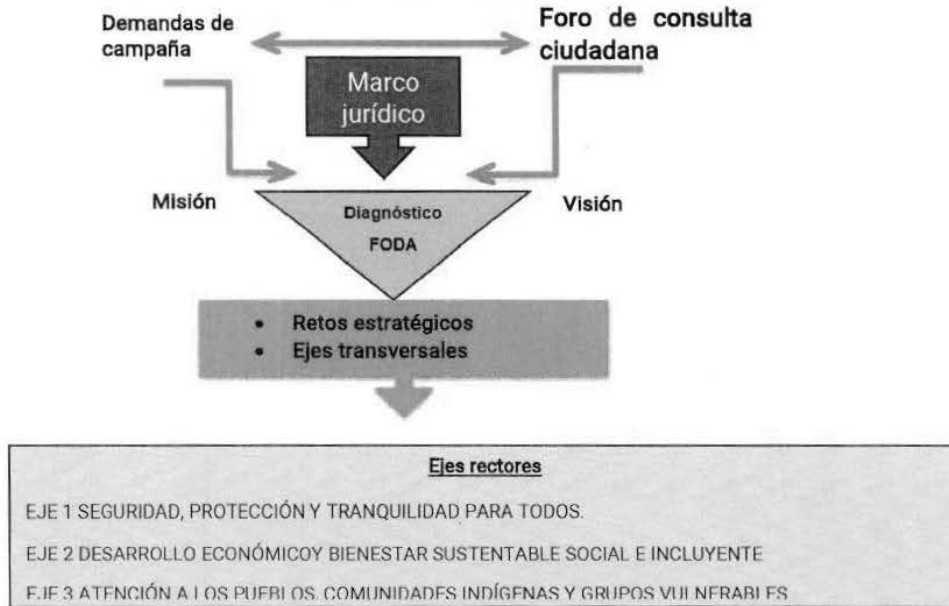 Demandas de
campaña
Foro de consulta
ciudadana
Marco
jurídico
Misión
Visión
Diagnóstico
FODA
• Retos estratégicos
• Ejes transversales
Ejes rectores
EJE 1 SEGURIDAD, PROTECCIÓN Y TRANQUILIDAD PARA TODOS.
EJE 2 DESARROLLO ECONÓMICOY BIENESTAR SUSTENTABLE SOCIAL E INCLUYENTE
EJE 3 ATENCIÓN A LOS PUEBLOS, COMUNIDADES INDÍGENAS Y GRUPOS VULNERABLES